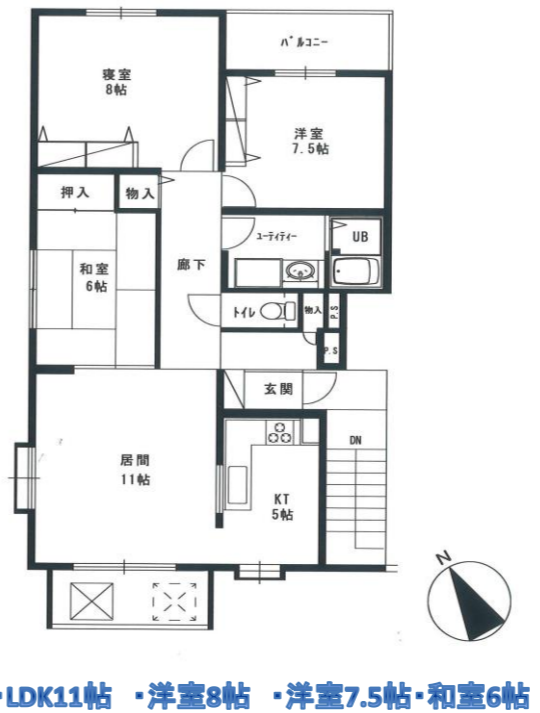 バルコニー
寝室
8帖
洋室
7.5帖
押入
物入
ユーティティー
UB
和室
6帖
廊下
トイレ
物入
P.S
P.S
玄関
DN
居間
11帖
KT
5帖
N
・LDK11帖 ・洋室8帖 ・洋室7.5帖・和室6帖